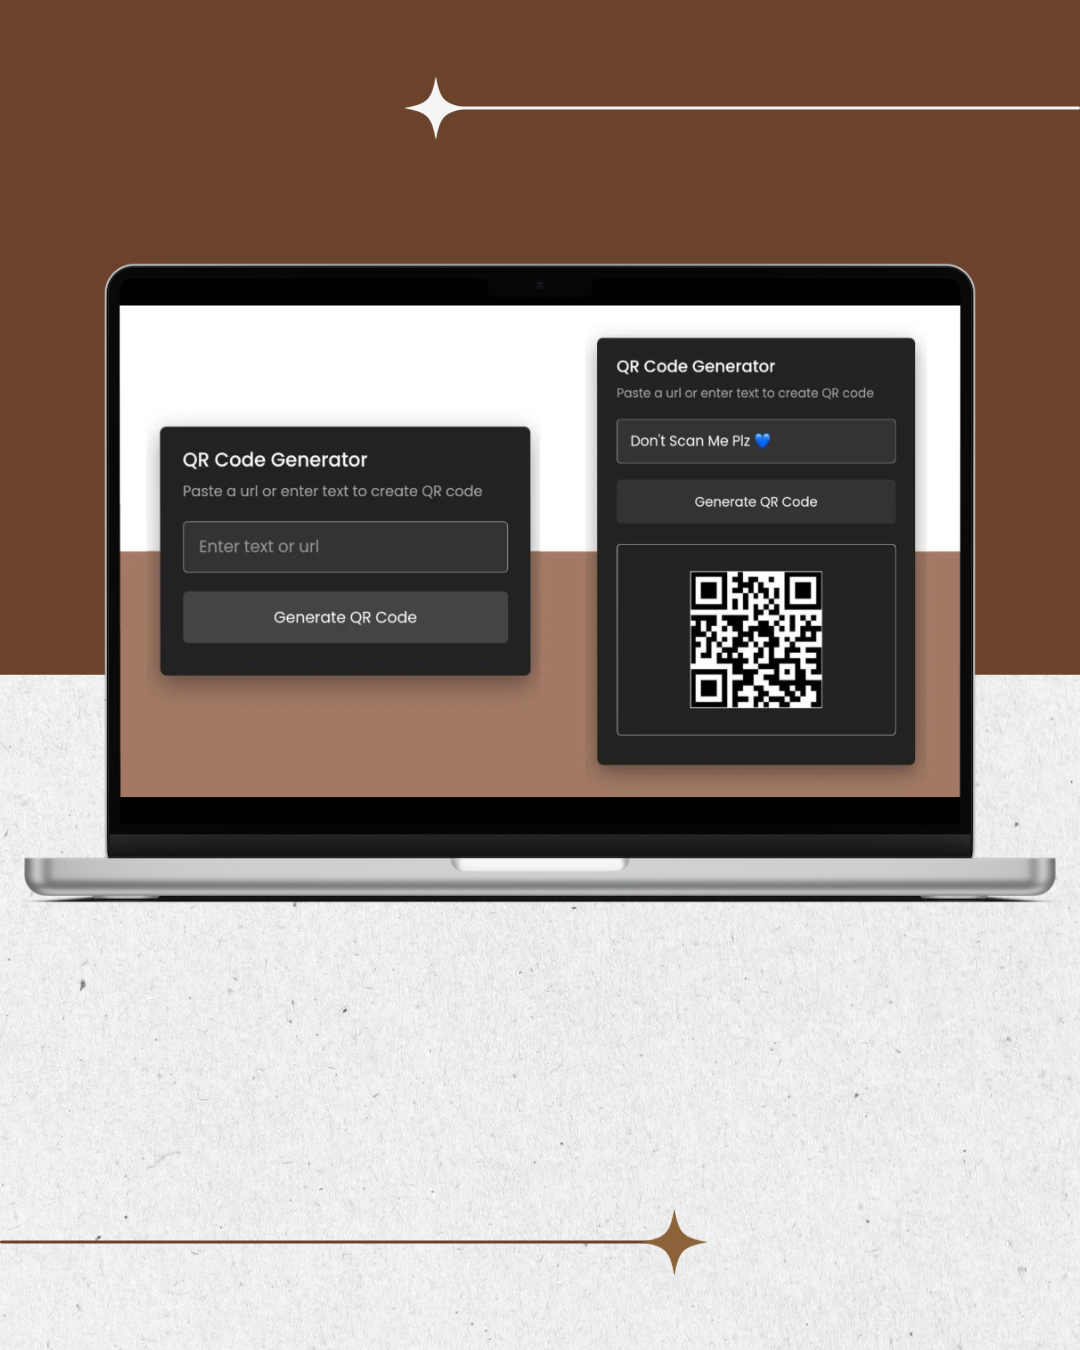 QR Code Generator
Paste a url or enter text to create QR code
Enter text or url
Generate QR Code
QR Code Generator
Paste a url or enter text to create QR code
Don't Scan Me Plz 💙
Generate QR Code